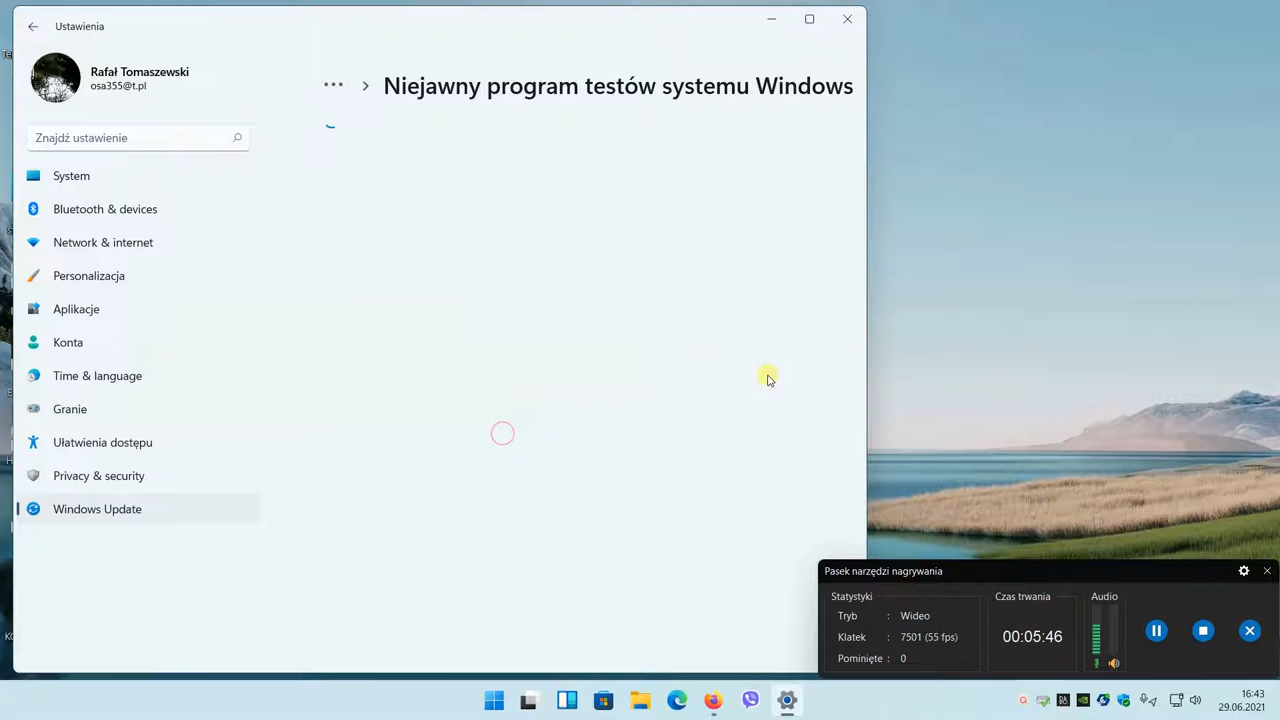 Ustawienia
Rafał Tomaszewski
osa355@t.pl
Niejawny program testów systemu Windows
Znajdź ustawienie
System
Bluetooth & devices
Network & internet
Personalizacja
Aplikacje
Konta
Time & language
Granie
Ułatwienia dostępu
Privacy & security
Windows Update
Pasek narzędzi nagrywania
Statystyki
Tryb : Wideo
Klatek : 7501 (55 fps)
Pominięte : 0
Czas trwania
00:05:46
Audio
16:43
29.06.2021